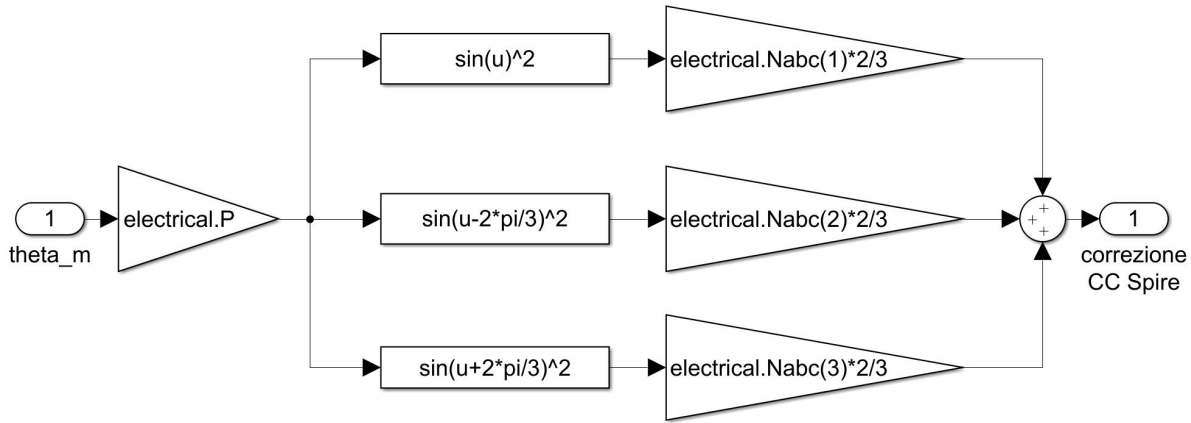 sin(u)^2
electrical.Nabc(1)*2/3
1
theta_m
electrical.P
sin(u-2*pi/3)^2
electrical.Nabc(2)*2/3
+
+
+
1
correzione
CC Spire
sin(u+2*pi/3)^2
electrical.Nabc(3)*2/3